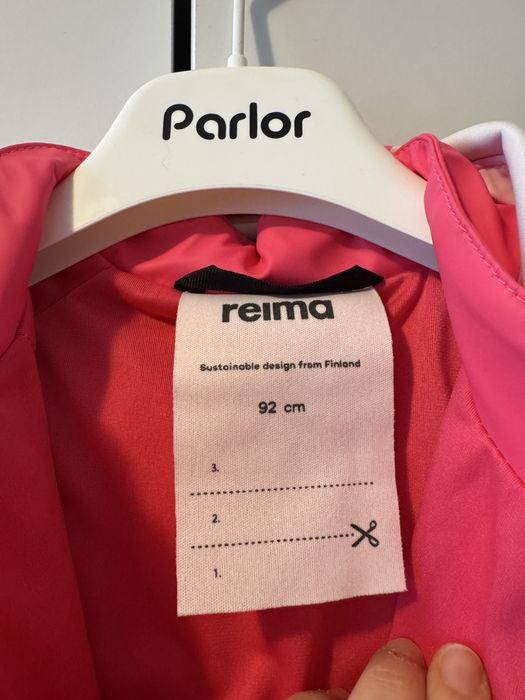 Parlor
reima
Sustainable design from Finland
92 cm
3.
2.
1.